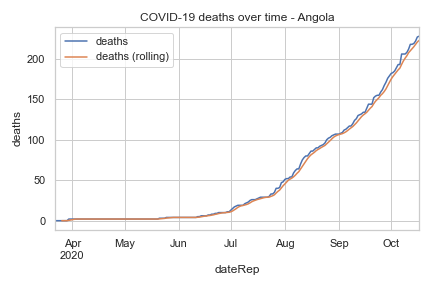 COVID-19 deaths over time - Angola
deaths
deaths (rolling)
200
150
100
50
0
deaths
Apr May Jun Jul Aug Sep Oct
2020
dateRep